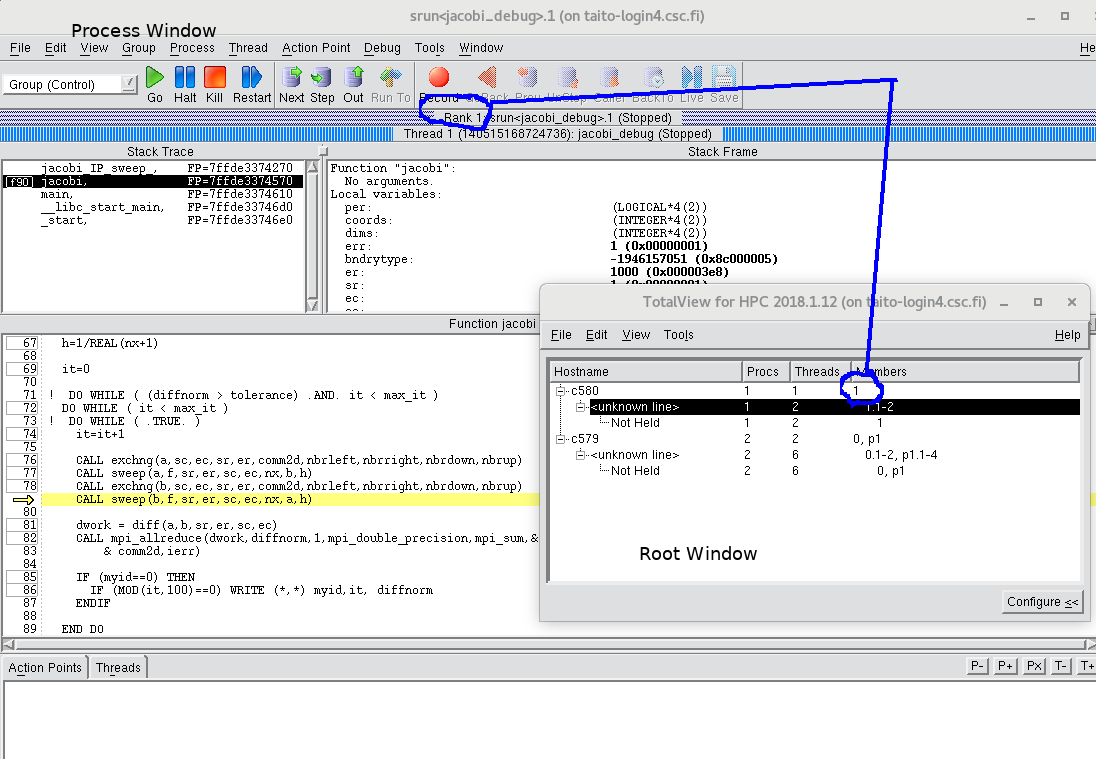 srun<jacobi_debug>.1 (on taito-login4.csc.fi)
Process Window
File Edit View Group Process Thread Action Point Debug Tools Window He
Group (Control)
Go Halt Kill Restart Next Step Out Run To Record GoBack Prev UnStep Caller BackTo Live Save
Rank 1: srun<jacobi_debug>.1 (Stopped)
Thread 1 (140515168724736): jacobi_debug (Stopped)
Stack Trace
jacobi_IP_sweep_, FP=7ffde3374270
f90 jacobi, FP=7ffde3374570
main, FP=7ffde3374610
__libc_start_main, FP=7ffde33746d0
_start, FP=7ffde33746e0
Stack Frame
Function "jacobi":
No arguments.
Local variables:
per: (LOGICAL*4(2))
coords: (INTEGER*4(2))
dims: (INTEGER*4(2))
err: 1 (0x00000001)
bndrytype: -1946157051 (0x8c000005)
er: 1000 (0x000003e8)
sr:
ec:
Function jacobi
67 h=1/REAL(nx+1)
68
69 it=0
70
71 ! DO WHILE ( (diffnorm > tolerance) .AND. it < max_it )
72 DO WHILE ( it < max_it )
73 ! DO WHILE ( .TRUE. )
74 it=it+1
75
76 CALL exchng(a,sc,ec,sr,er,comm2d,nbrleft,nbrright,nbrdown,nbrup)
77 CALL sweep(a,f,sr,er,sc,ec,nx,b,h)
78 CALL exchng(b,sc,ec,sr,er,comm2d,nbrleft,nbrright,nbrdown,nbrup)
CALL sweep(b,f,sr,er,sc,ec,nx,a,h)
80
81 dwork = diff(a,b,sr,er,sc,ec)
82 CALL mpi_allreduce(dwork,diffnorm,1,mpi_double_precision,mpi_sum,&
83 & comm2d,ierr)
84
85 IF (myid==0) THEN
86 IF (MOD(it,100)==0) WRITE (*,*) myid,it, diffnorm
87 ENDIF
88
89 END DO
TotalView for HPC 2018.1.12 (on taito-login4.csc.fi)
File Edit View Tools Help
Hostname Procs Threads Members
c580 1 1 1
<unknown line> 1 2 1.1-2
Not Held 1 2 1
c579 2 2 0, p1
<unknown line> 2 6 0.1-2, p1.1-4
Not Held 2 6 0, p1
Root Window
Configure <<
Action Points Threads P- P+ Px T- T+